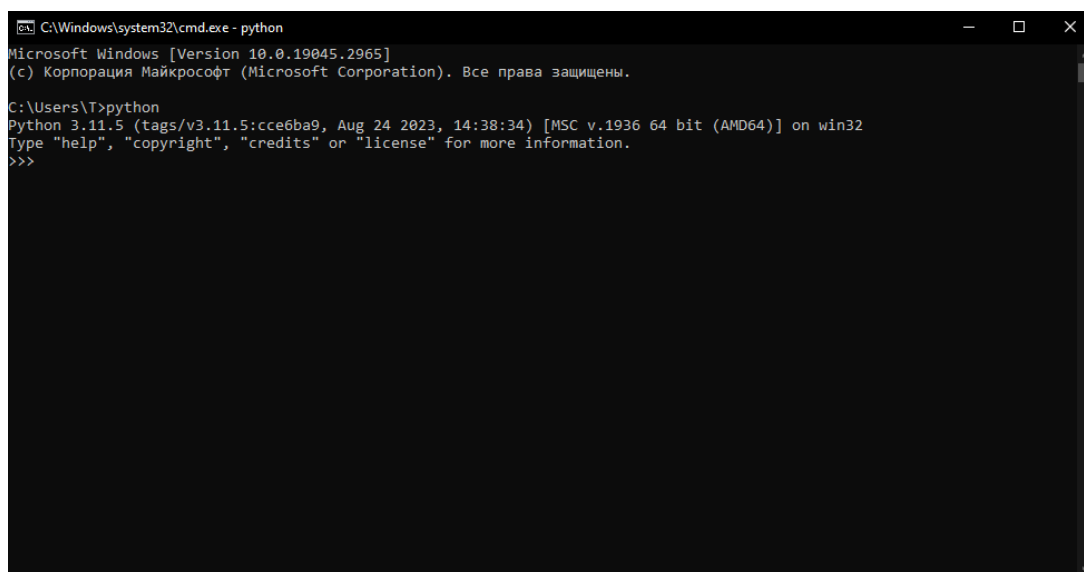 C:\Windows\system32\cmd.exe - python
Microsoft Windows [Version 10.0.19045.2965]
(c) Корпорация Майкрософт (Microsoft Corporation). Все права защищены.
C:\Users\T>python
Python 3.11.5 (tags/v3.11.5:cce6ba9, Aug 24 2023, 14:38:34) [MSC v.1936 64 bit (AMD64)] on win32
Type "help", "copyright", "credits" or "license" for more information.
>>>